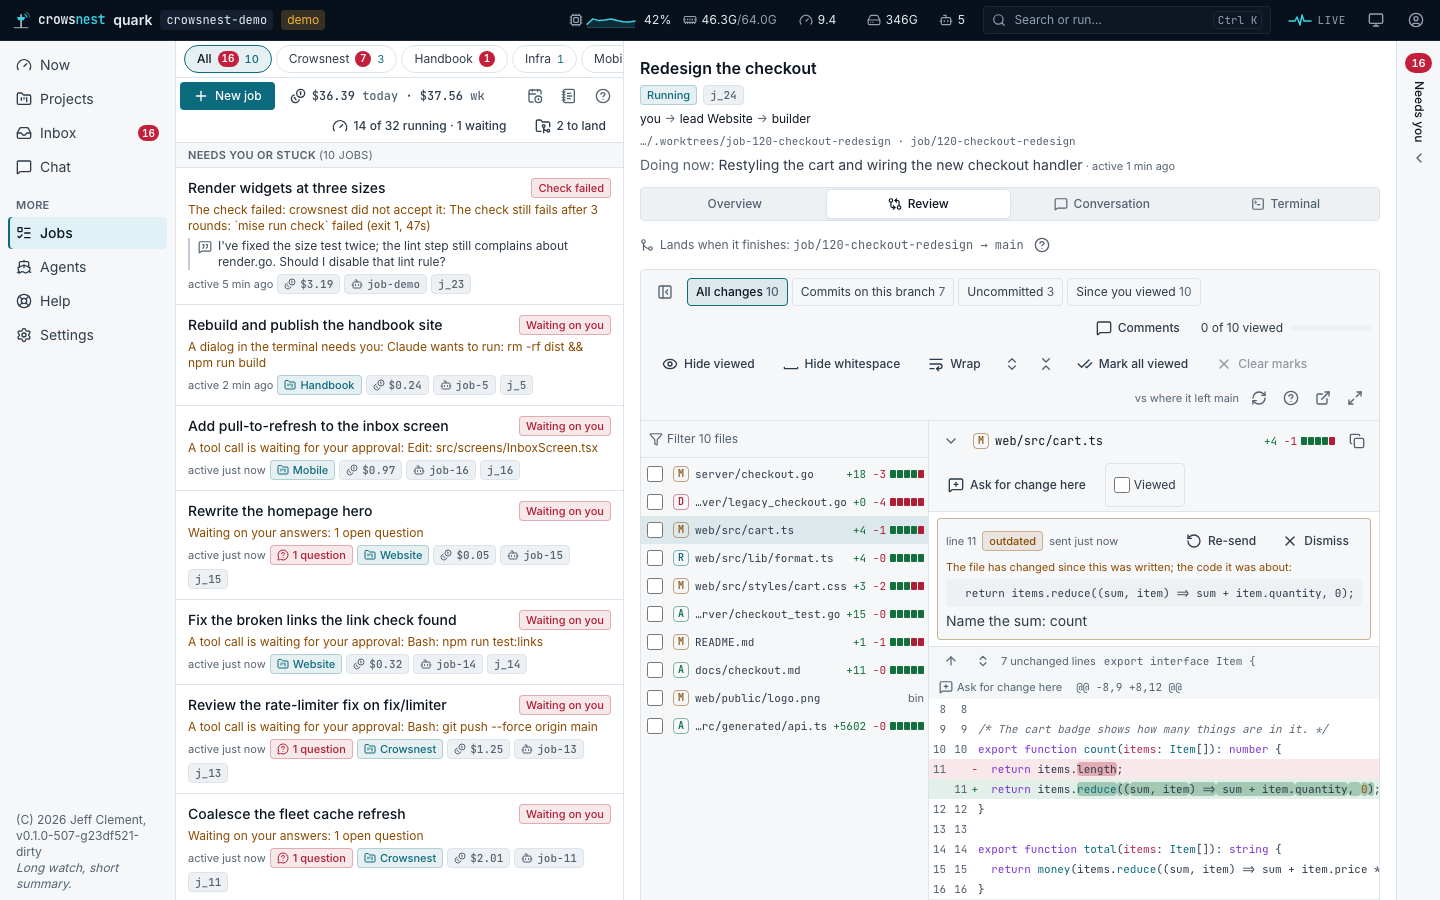 crowsnest quark crowsnest-demo demo 42% 46.3G/64.0G 9.4 346G 5 Search or run... Ctrl K LIVE
Now
Projects
Inbox 16
Chat
MORE
Jobs
Agents
Help
Settings
(C) 2026 Jeff Clement,
v0.1.0-507-g23df521-
dirty
Long watch, short
summary.
All 16 10 Crowsnest 7 3 Handbook 1 Infra 1 Mobi
New job $36.39 today · $37.56 wk
14 of 32 running · 1 waiting 2 to land
NEEDS YOU OR STUCK (10 JOBS)
Render widgets at three sizes Check failed
The check failed: crowsnest did not accept it: The check still fails after 3
rounds: `mise run check` failed (exit 1, 47s)
I've fixed the size test twice; the lint step still complains about
render.go. Should I disable that lint rule?
active 5 min ago $3.19 job-demo j_23
Rebuild and publish the handbook site Waiting on you
A dialog in the terminal needs you: Claude wants to run: rm -rf dist &&
npm run build
active 2 min ago Handbook $0.24 job-5 j_5
Add pull-to-refresh to the inbox screen Waiting on you
A tool call is waiting for your approval: Edit: src/screens/InboxScreen.tsx
active just now Mobile $0.97 job-16 j_16
Rewrite the homepage hero Waiting on you
Waiting on your answers: 1 open question
active just now 1 question Website $0.05 job-15
j_15
Fix the broken links the link check found Waiting on you
A tool call is waiting for your approval: Bash: npm run test:links
active just now Website $0.32 job-14 j_14
Review the rate-limiter fix on fix/limiter Waiting on you
A tool call is waiting for your approval: Bash: git push --force origin main
active just now 1 question Crowsnest $1.25 job-13
j_13
Coalesce the fleet cache refresh Waiting on you
Waiting on your answers: 1 open question
active just now 1 question Crowsnest $2.01 job-11
j_11
Redesign the checkout
Running j_24
you → lead Website → builder
…/.worktrees/job-120-checkout-redesign · job/120-checkout-redesign
Doing now: Restyling the cart and wiring the new checkout handler · active 1 min ago
Overview Review Conversation Terminal
Lands when it finishes: job/120-checkout-redesign → main
All changes 10 Commits on this branch 7 Uncommitted 3 Since you viewed 10
Comments 0 of 10 viewed
Hide viewed Hide whitespace Wrap Mark all viewed Clear marks
vs where it left main
Filter 10 files
M server/checkout.go +18 -3
D …ver/legacy_checkout.go +0 -4
M web/src/cart.ts +4 -1
R web/src/lib/format.ts +4 -0
M web/src/styles/cart.css +3 -2
A …rver/checkout_test.go +15 -0
M README.md +1 -1
A docs/checkout.md +11 -0
M web/public/logo.png bin
A …rc/generated/api.ts +5602 -0
M web/src/cart.ts +4 -1
Ask for change here Viewed
line 11 outdated sent just now Re-send Dismiss
The file has changed since this was written; the code it was about:
return items.reduce((sum, item) => sum + item.quantity, 0);
Name the sum: count
7 unchanged lines export interface Item {
Ask for change here @@ -8,9 +8,12 @@
8 8
9 9 /* The cart badge shows how many things are in it. */
10 10 export function count(items: Item[]): number {
11 - return items.length;
11 + return items.reduce((sum, item) => sum + item.quantity, 0);
12 12 }
13 13
14 14 export function total(items: Item[]): string {
15 15 return money(items.reduce((sum, item) => sum + item.price *
16 16 }
16
Needs you